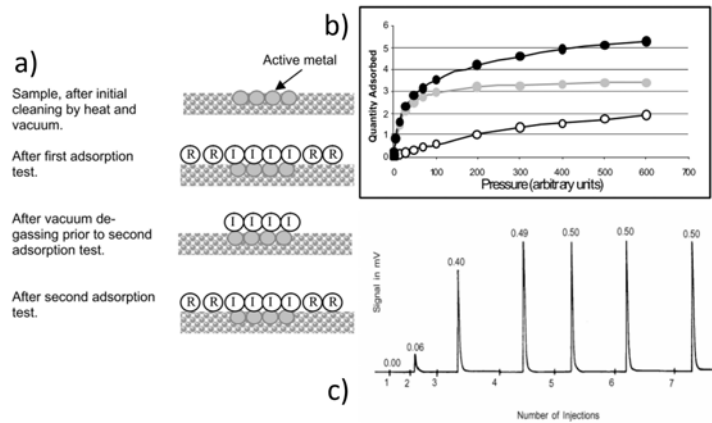 a)
Active metal
Sample, after initial
cleaning by heat and
vacuum.
After first adsorption
test.
R R I I I I R R
After vacuum de-
gassing prior to second
adsorption test.
I I I I
After second adsorption
test.
R R I I I I R R
b)
Quantity Adsorbed
6
5
4
3
2
1
0
0 100 200 300 400 500 600 700
Pressure (arbitrary units)
c)
Signal in mV
0.00 0.06 0.40 0.49 0.50 0.50 0.50
1 2 3 4 5 6 7
Number of Injections